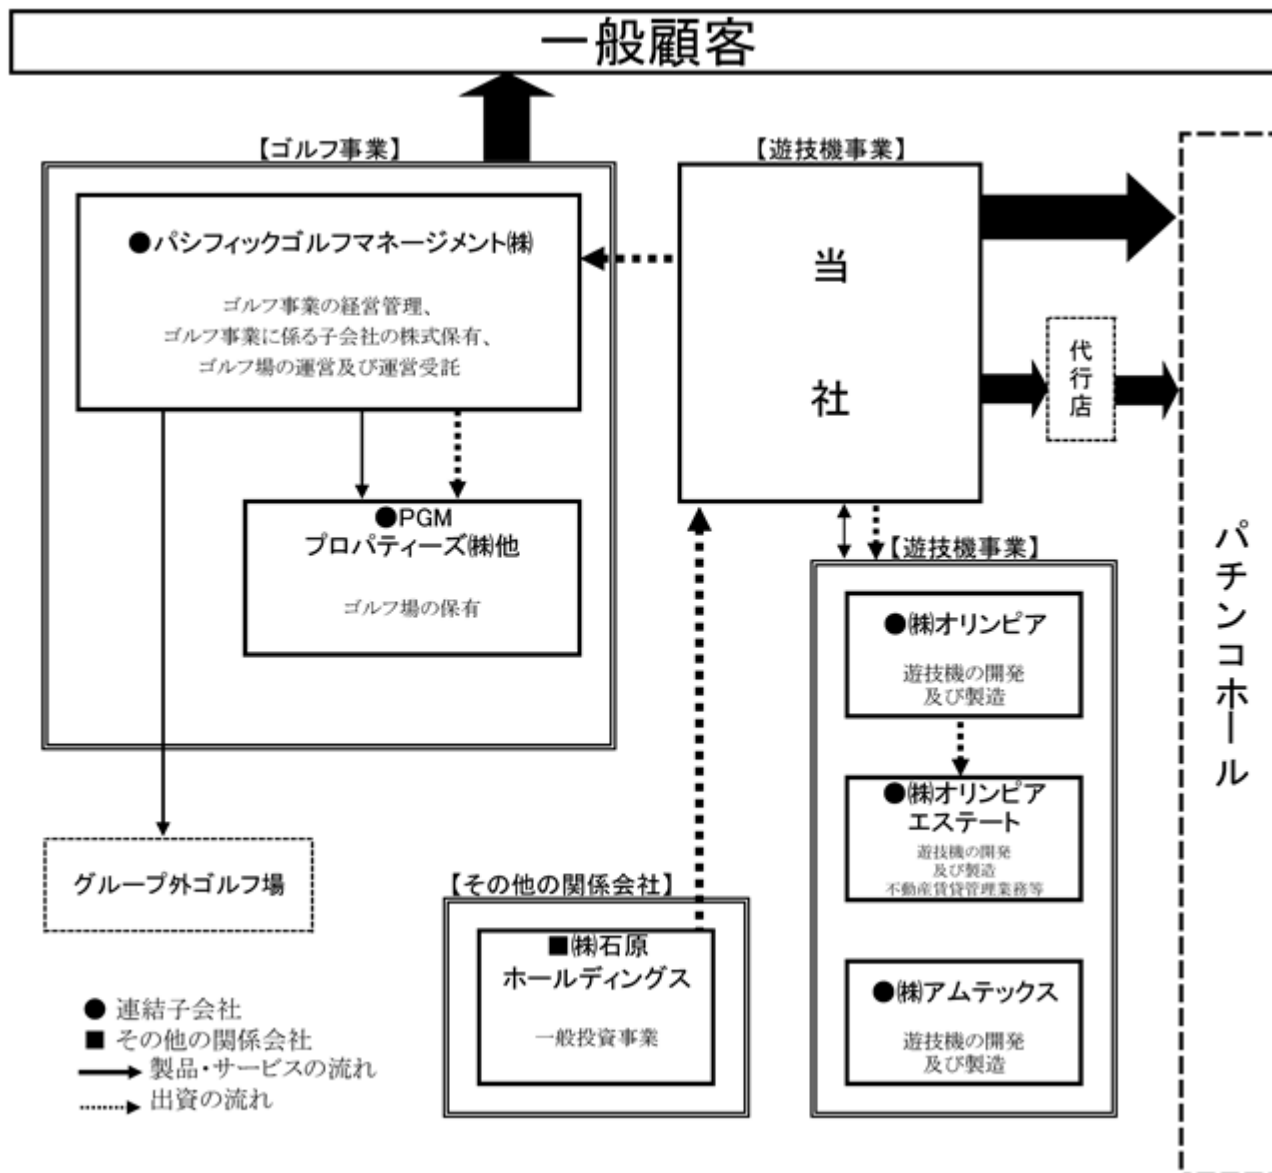 一般顧客
【ゴルフ事業】
●パシフィックゴルフマネージメント㈱
ゴルフ事業の経営管理、
ゴルフ事業に係る子会社の株式保有、
ゴルフ場の運営及び運営受託
●PGM
プロパティーズ㈱他
ゴルフ場の保有
グループ外ゴルフ場
【遊技機事業】
当
社
代行店
パチンコホール
【遊技機事業】
●㈱オリンピア
遊技機の開発
及び製造
●㈱オリンピア
エステート
遊技機の開発
及び製造
不動産賃貸管理業務等
●㈱アムテックス
遊技機の開発
及び製造
【その他の関係会社】
■㈱石原
ホールディングス
一般投資事業
● 連結子会社
■ その他の関係会社
製品・サービスの流れ
出資の流れ